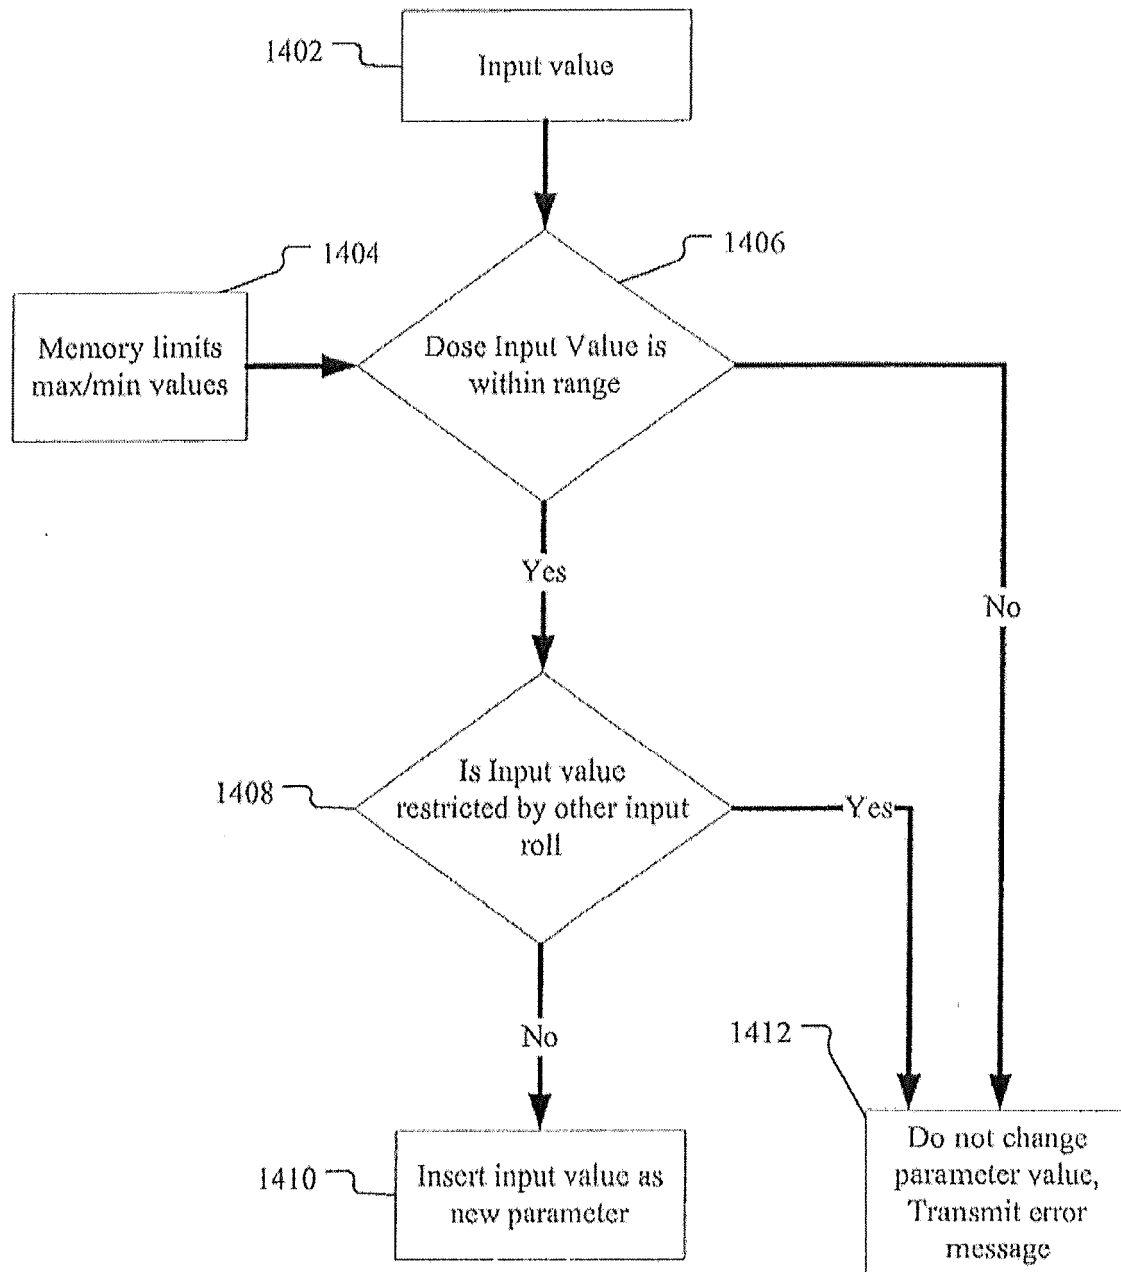 1402
Input value
1404
1406
Memory limits
max/min values
Dose Input Value is
within range
Yes
No
1408
Is Input value
restricted by other input
roll
Yes
No
1412
1410
Insert input value as
new parameter
Do not change
parameter value,
Transmit error
message